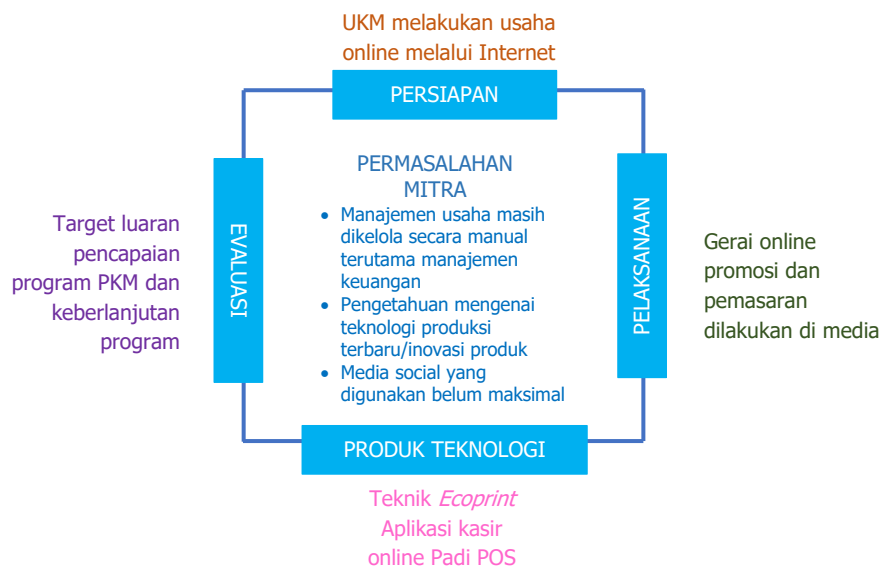 UKM melakukan usaha
online melalui Internet
PERSIAPAN
PERMASALAHAN
MITRA
• Manajemen usaha masih
dikelola secara manual
terutama manajemen
keuangan
• Pengetahuan mengenai
teknologi produksi
terbaru/inovasi produk
• Media social yang
digunakan belum maksimal
EVALUASI
Target luaran
pencapaian
program PKM dan
keberlanjutan
program
PELAKSANAAN
Gerai online
promosi dan
pemasaran
dilakukan di media
PRODUK TEKNOLOGI
Teknik Ecoprint
Aplikasi kasir
online Padi POS